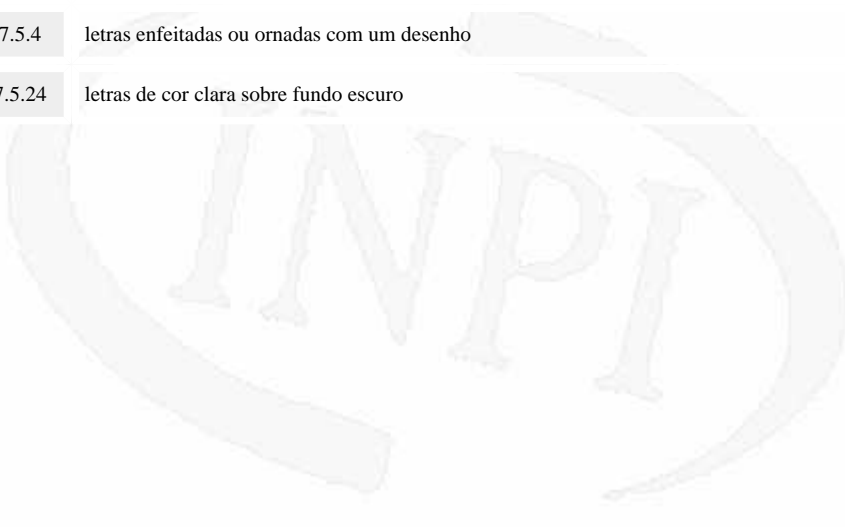 7.5.4 letras enfeitadas ou ornadas com um desenho
7.5.24 letras de cor clara sobre fundo escuro
INPI